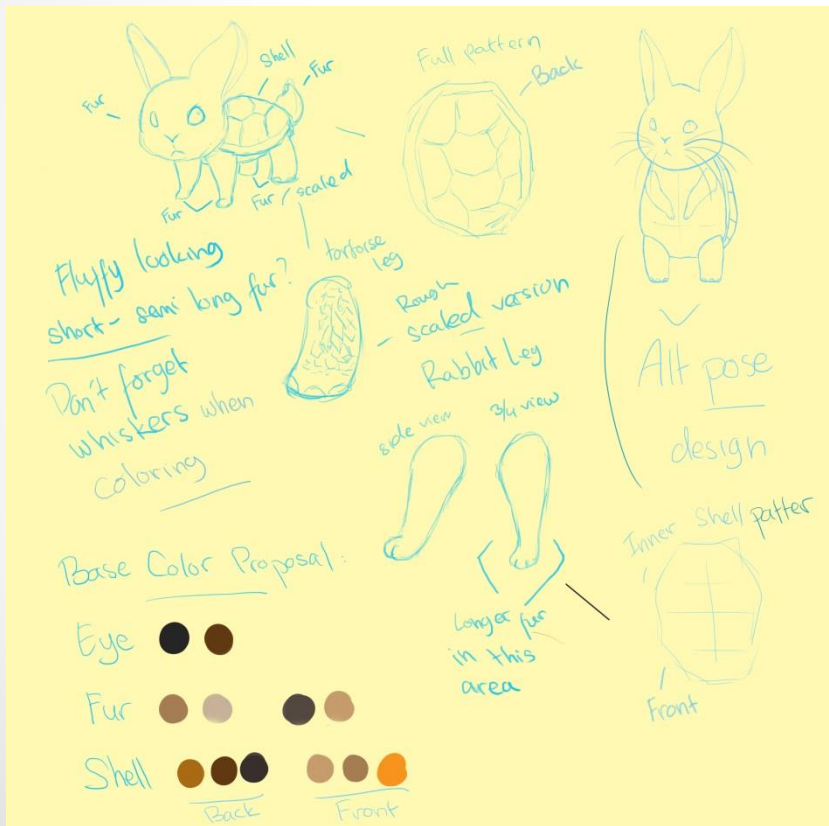 Shell
Fur
Fur
Fur
Fur / scaled
Full pattern
Back
Fluffy looking
short- semi long fur?
Don't forget
whiskers when
coloring
tortorse
leg
Rough
scaled version
Rabbit Leg
side view
3/4 view
Longer fur
in this
area
Alt pose
design
Inner Shell patter
Front
Base Color Proposal:
Eye
Fur
Shell
Back
Front